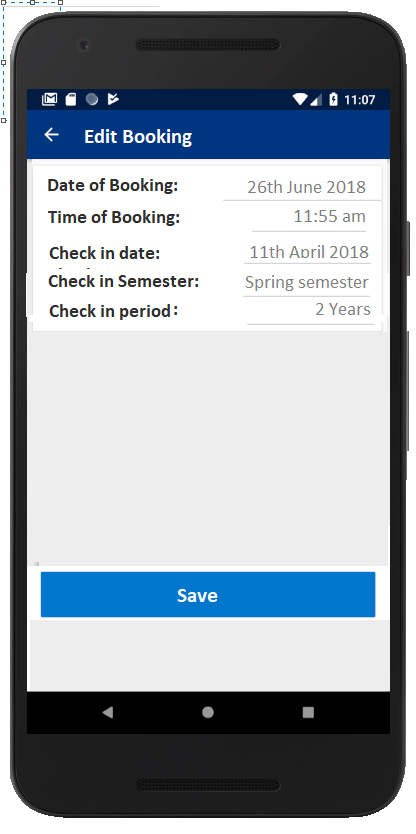 11:07
Edit Booking
Date of Booking: 26th June 2018
Time of Booking: 11:55 am
Check in date: 11th April 2018
Check in Semester: Spring semester
Check in period : 2 Years
Save